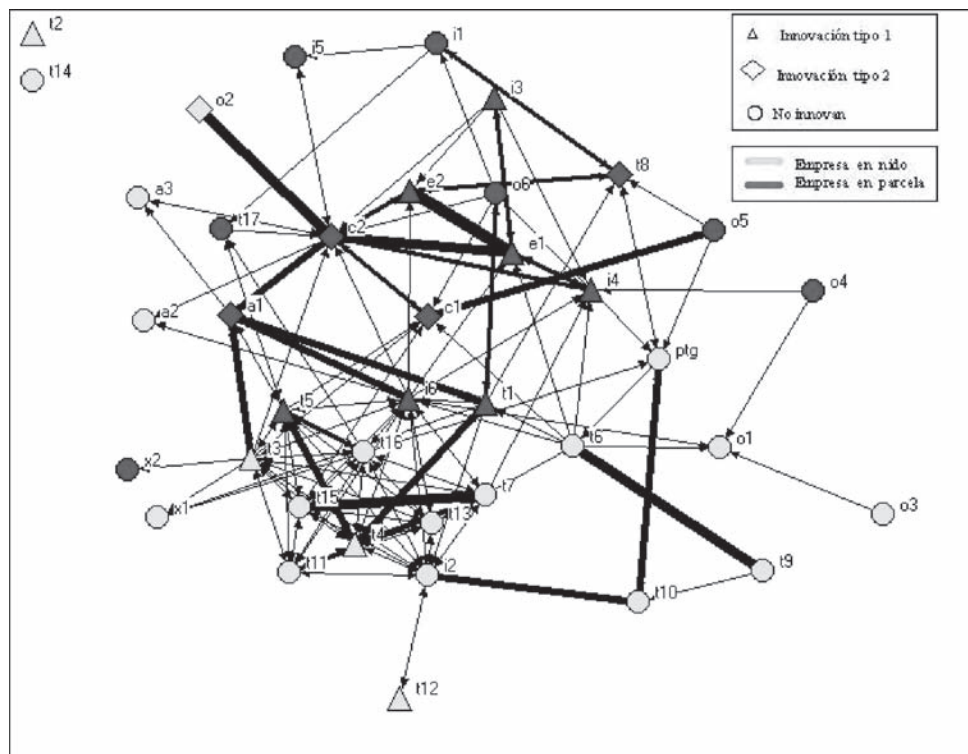 t2
t14
i5
i1
Innovación tipo 1
Innovación tipo 2
No innovan
Empresa en nido
Empresa en parcela
o2
i3
t8
a3
e2
o6
t17
c2
o5
e1
i4
o4
a2
a1
c1
ptg
i6
t1
t5
t16
t6
o1
t3
x2
t7
x1
t15
t13
o3
t4
t11
i2
t9
t10
t12